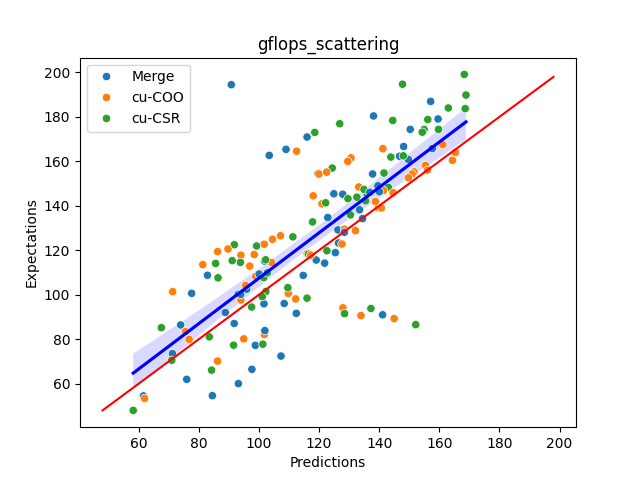 gflops_scattering
Merge
cu-COO
cu-CSR
Expectations
200
180
160
140
120
100
80
60
60 80 100 120 140 160 180 200
Predictions